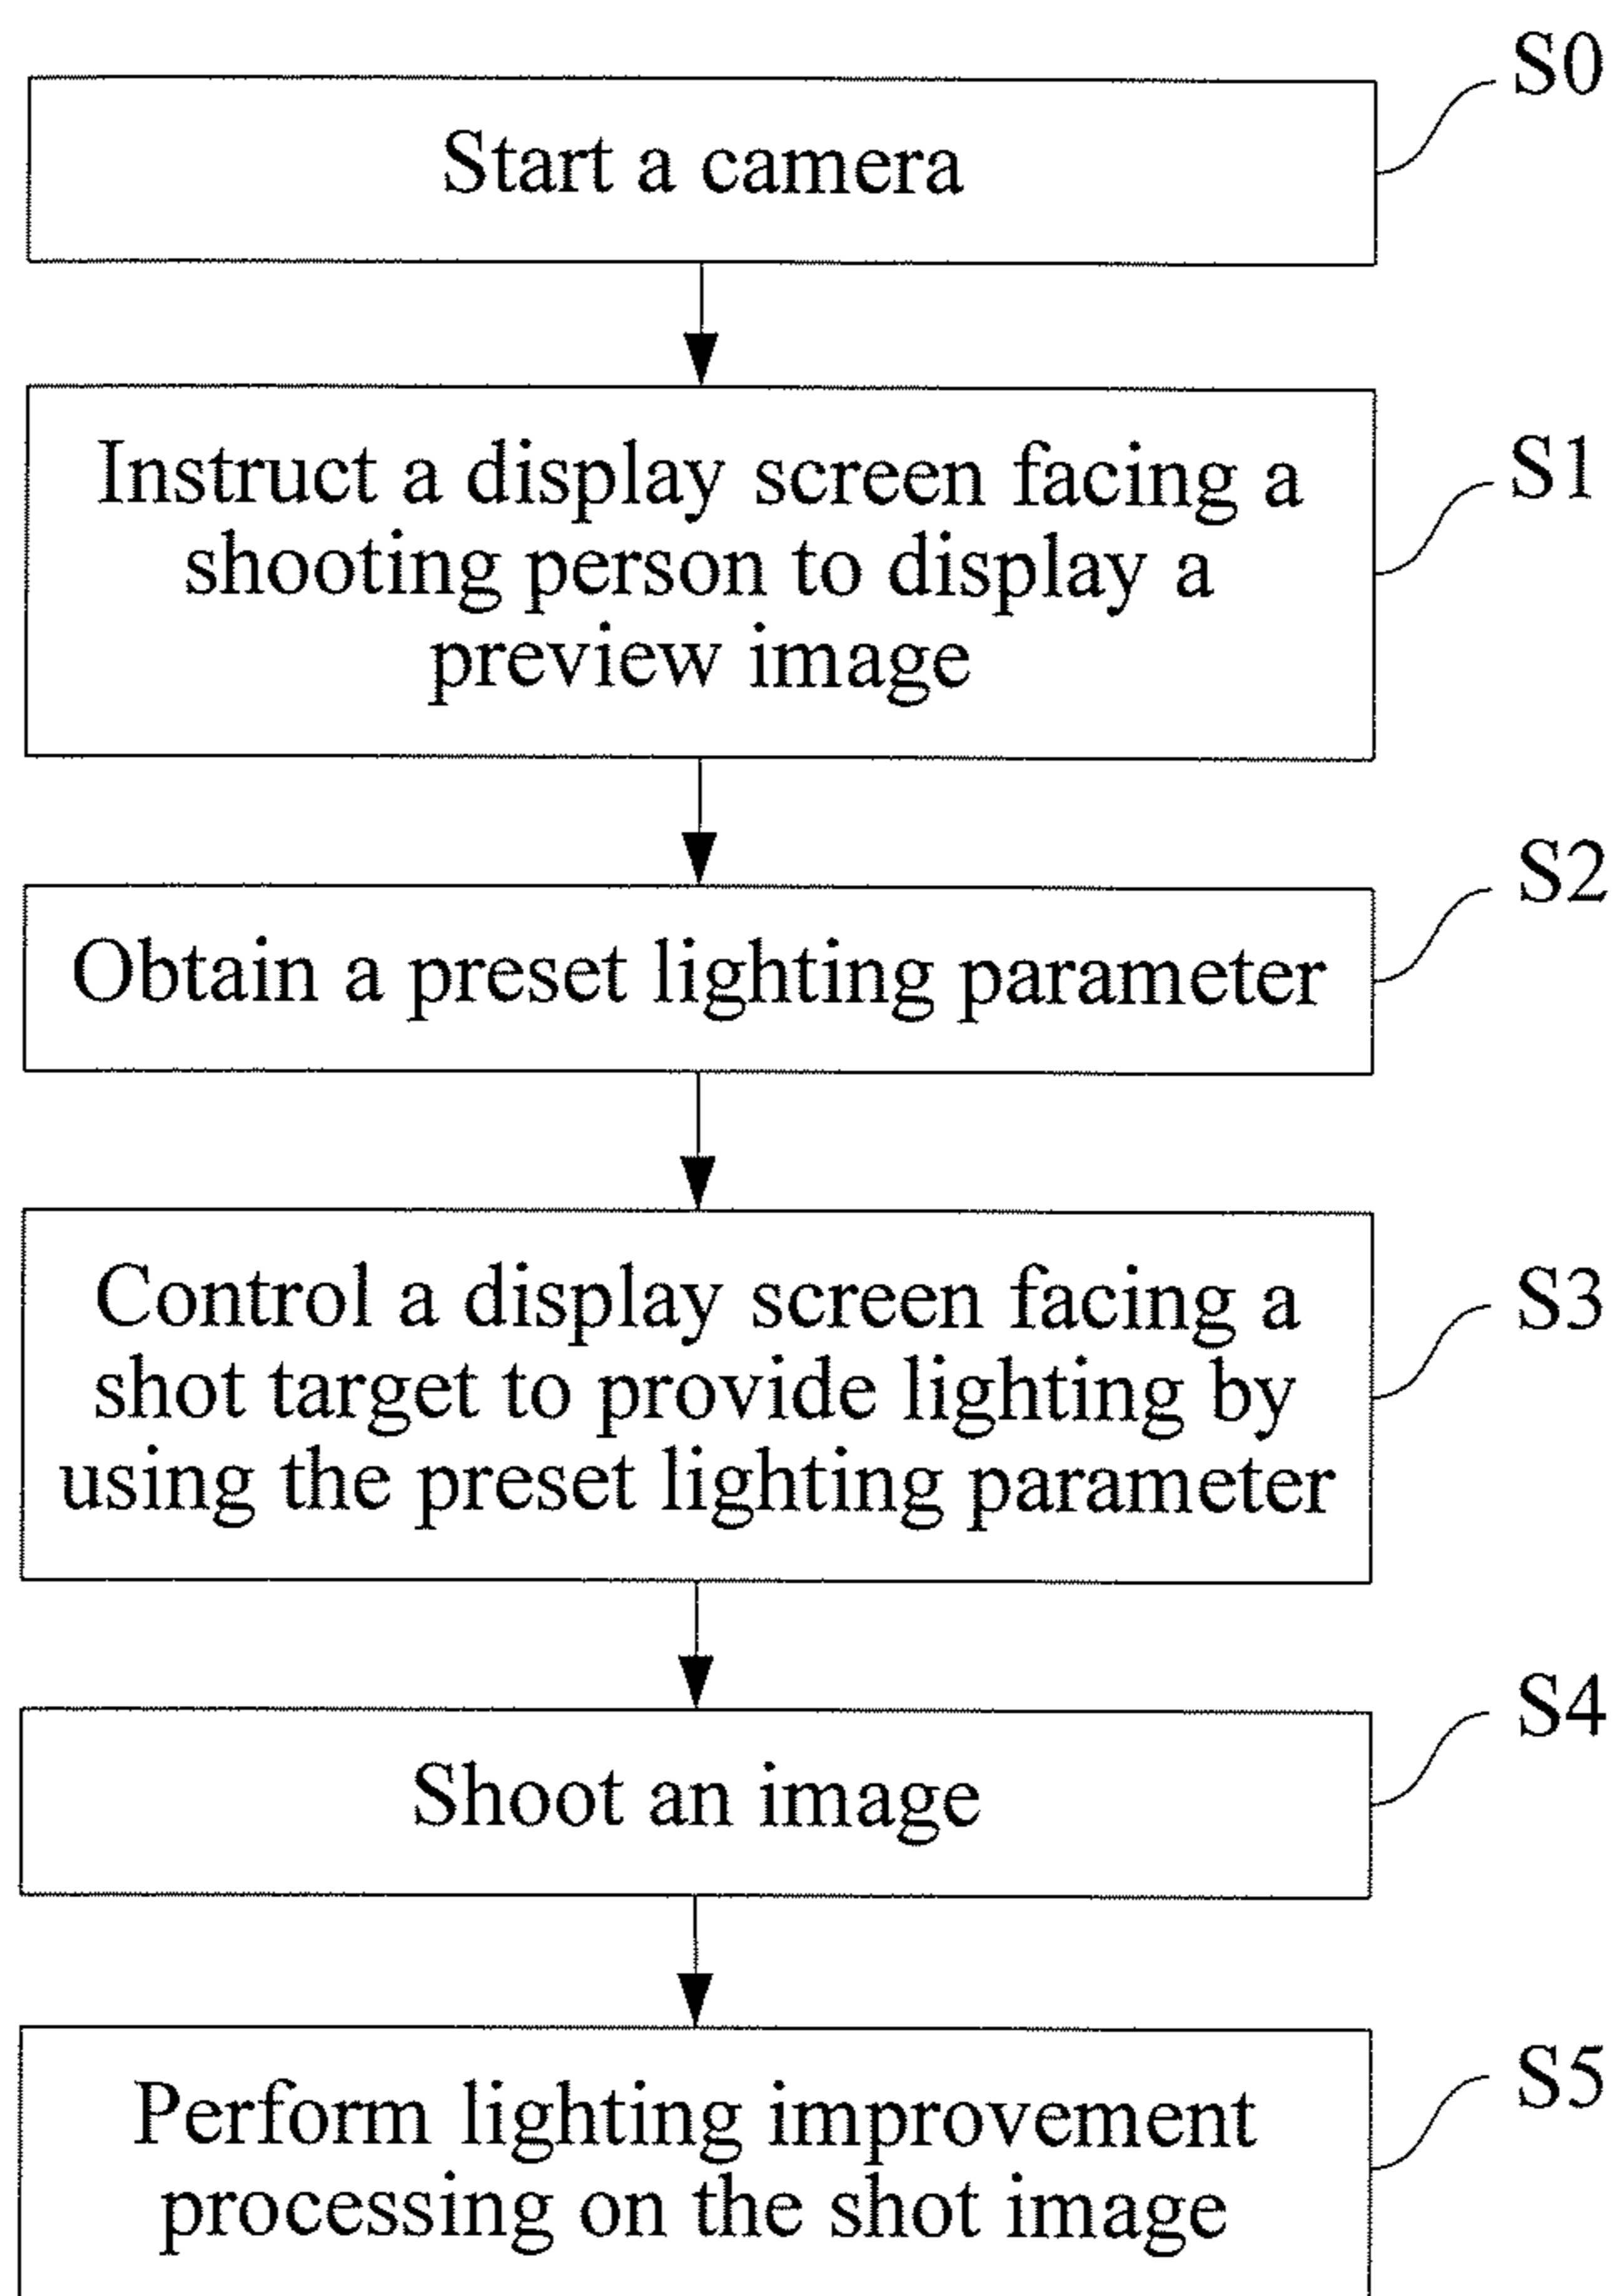 S0
Start a camera
Instruct a display screen facing a
S1
shooting person to display a
preview image
S2
Obtain a preset lighting parameter
Control a display screen facing a
S3
shot target to provide lighting by
using the preset lighting parameter
S4
Shoot an image
S5
Perform lighting improvement
processing on the shot image